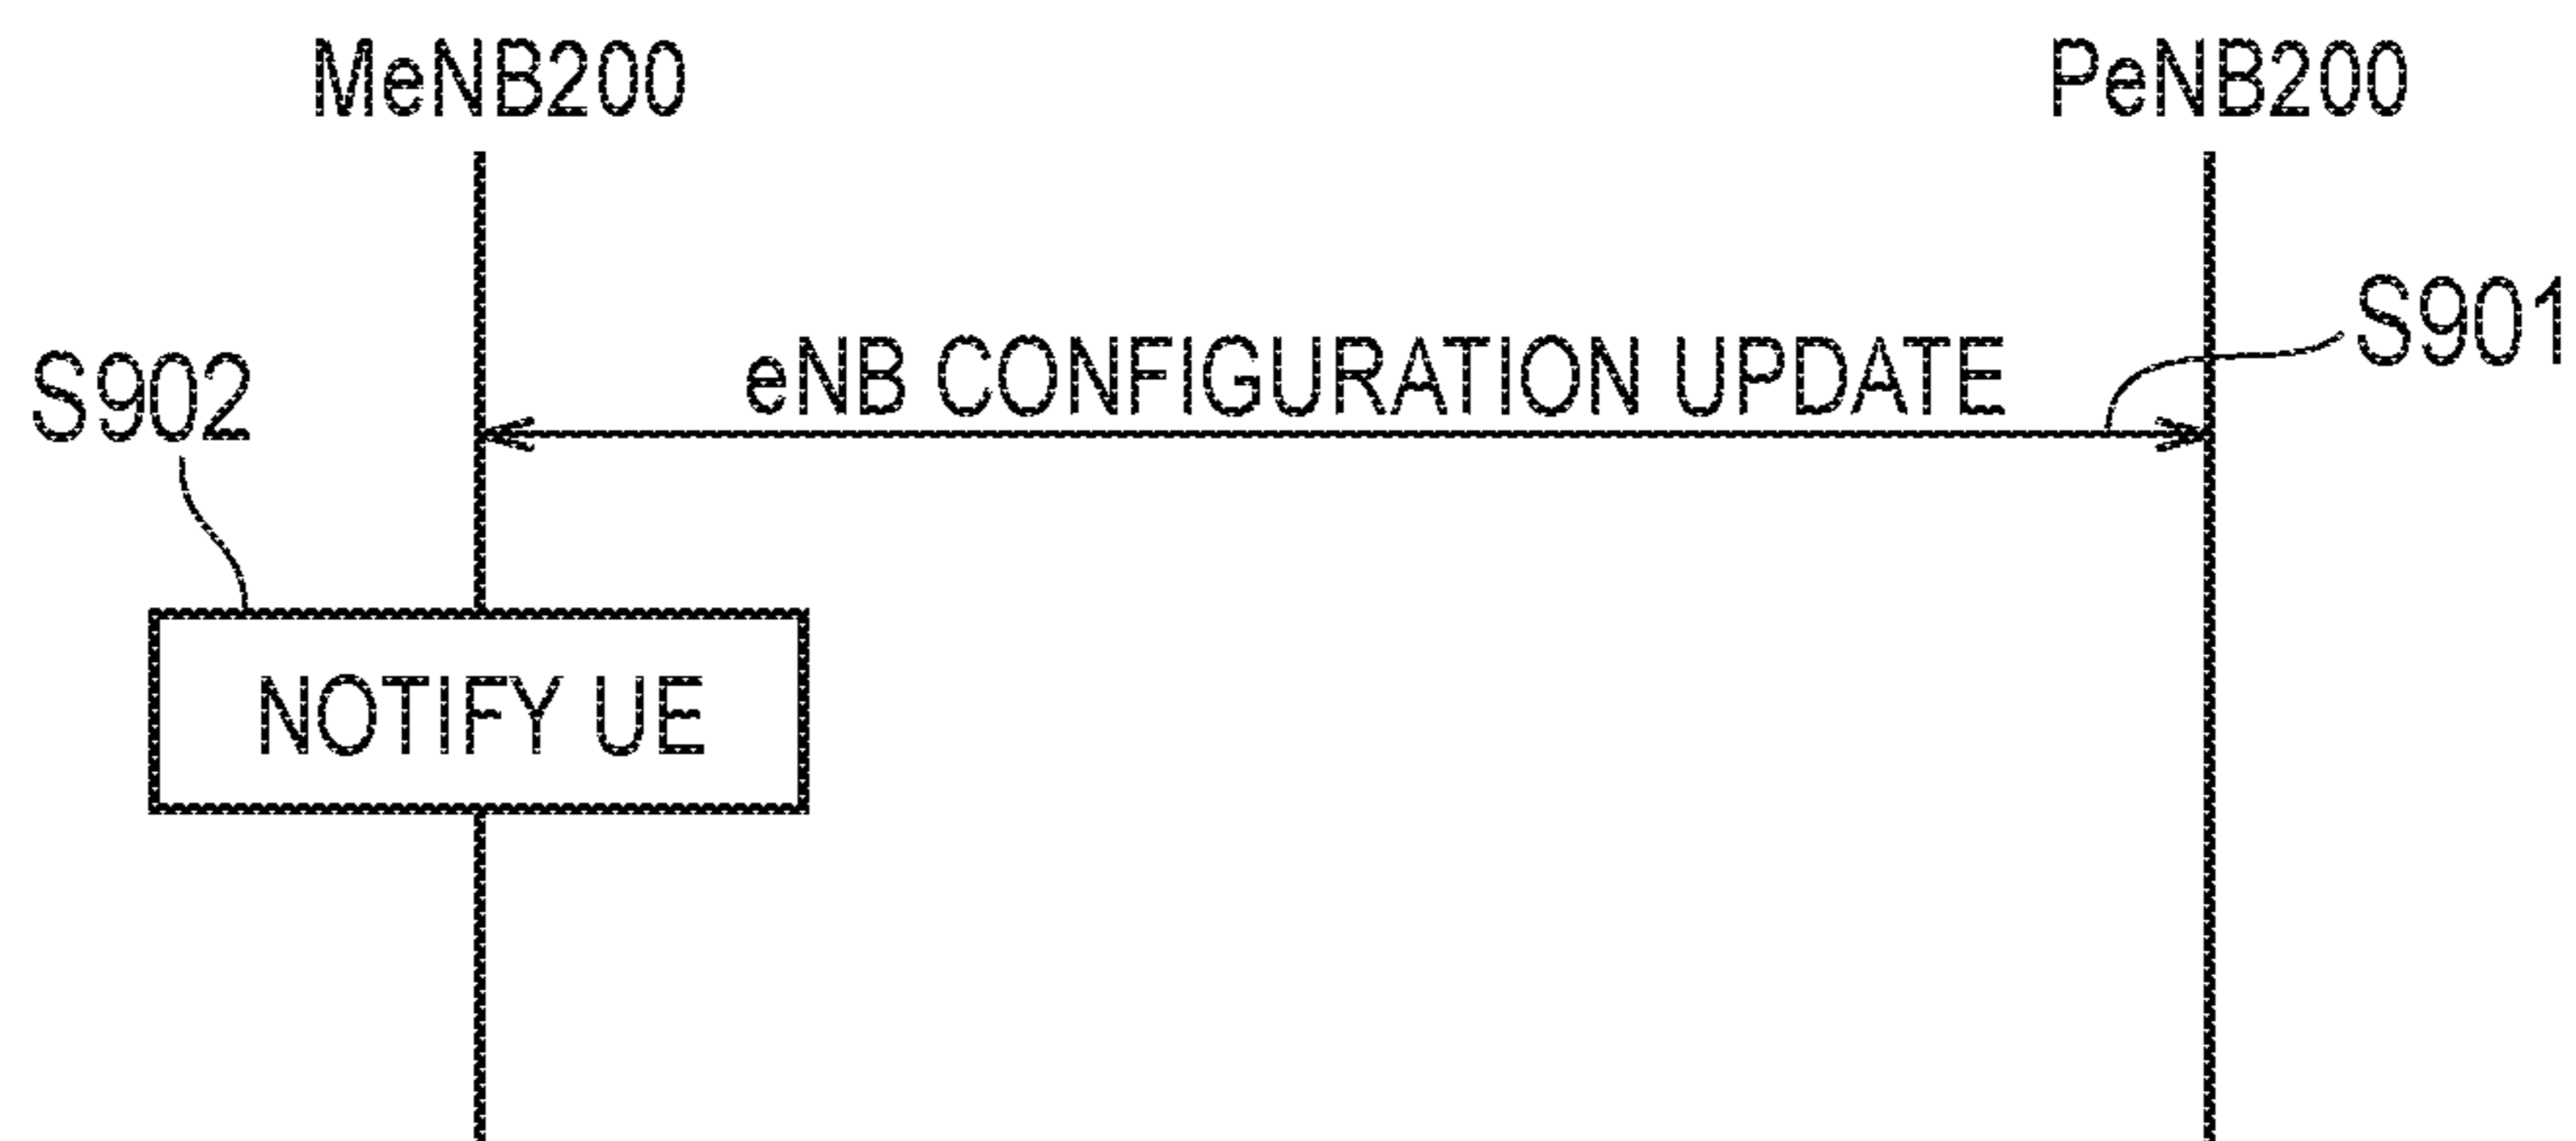 MeNB200
PeNB200
S901
eNB CONFIGURATION UPDATE
S902
NOTIFY UE